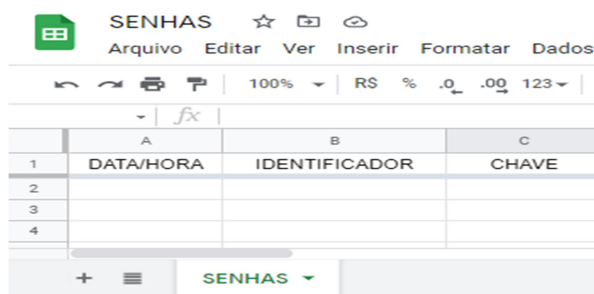 SENHAS
Arquivo Editar Ver Inserir Formatar Dados
100% R$ % .0 .00 123
fx
A B C
1 DATA/HORA IDENTIFICADOR CHAVE
2
3
4
+ SENHAS